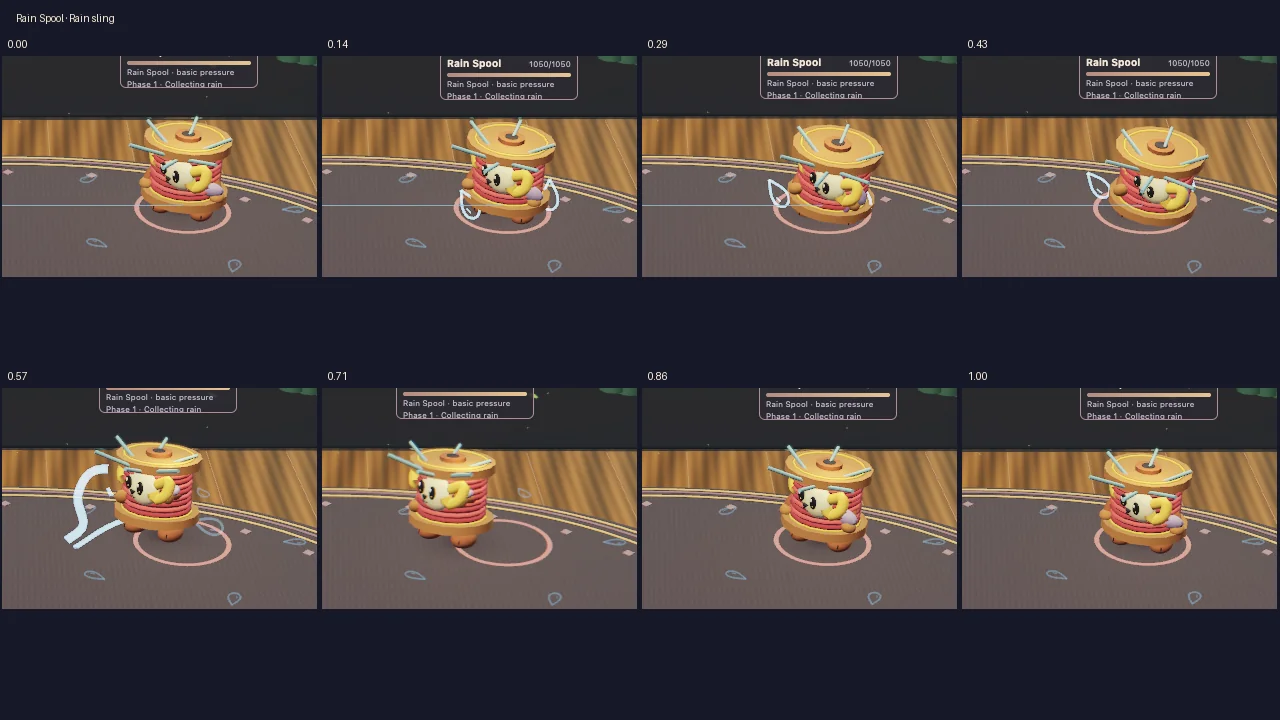 Rain Spool · Rain sling
0.00
0.14
0.29
0.43
Rain Spool · basic pressure
Phase 1 · Collecting rain
Rain Spool 1050/1050
Rain Spool · basic pressure
Phase 1 · Collecting rain
Rain Spool 1050/1050
Rain Spool · basic pressure
Phase 1 · Collecting rain
Rain Spool 1050/1050
Rain Spool · basic pressure
Phase 1 · Collecting rain
0.57
0.71
0.86
1.00
Rain Spool · basic pressure
Phase 1 · Collecting rain
Rain Spool · basic pressure
Phase 1 · Collecting rain
Rain Spool · basic pressure
Phase 1 · Collecting rain
Rain Spool · basic pressure
Phase 1 · Collecting rain